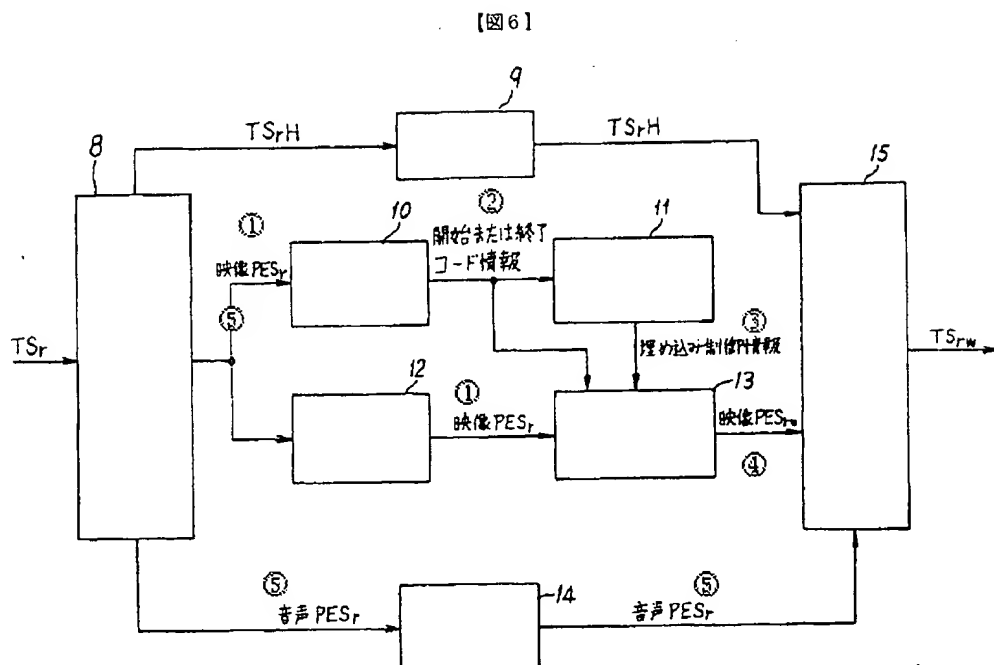 【図6】
9
TSrH
TSrH
8
15
①
10
②
11
開始または終了
コード情報
映像PESr
⑤
③
埋め込み制御情報
TSr
TSrw
12
①
13
映像PESr
映像PESrw
④
⑤
⑤
14
音声PESr
音声PESr